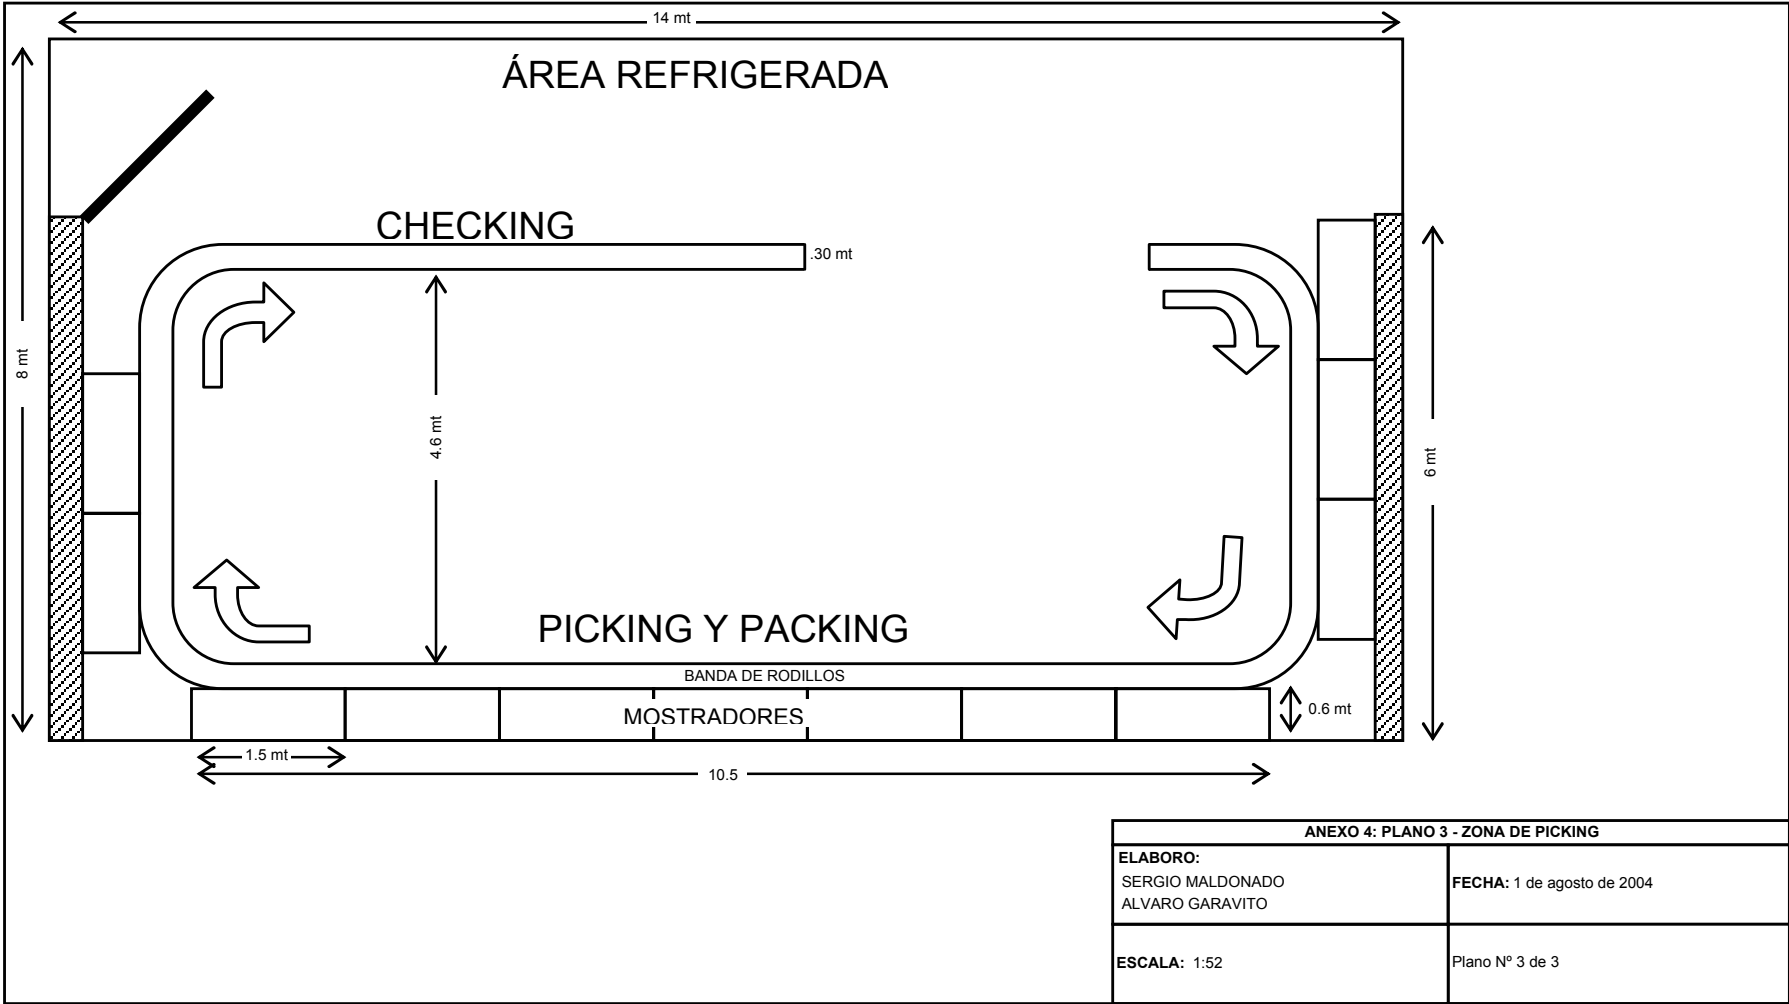 14 mt
ÁREA REFRIGERADA
CHECKING
.30 mt
8 mt
4.6 mt
6 mt
PICKING Y PACKING
BANDA DE RODILLOS
MOSTRADORES
0.6 mt
1.5 mt
10.5
ANEXO 4: PLANO 3 - ZONA DE PICKING
ELABORO:
SERGIO MALDONADO
ALVARO GARAVITO
FECHA: 1 de agosto de 2004
ESCALA: 1:52
Plano Nº 3 de 3